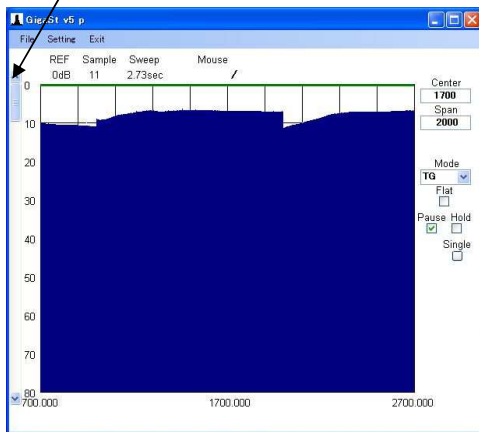 GigaSt v5 p
File Setting Exit
REF Sample Sweep Mouse
0dB 11 2.73sec /
0
10
20
30
40
50
60
70
80
700.000 1700.000 2700.000
Center
1700
Span
2000
Mode
TG
Flat
Pause Hold
Single